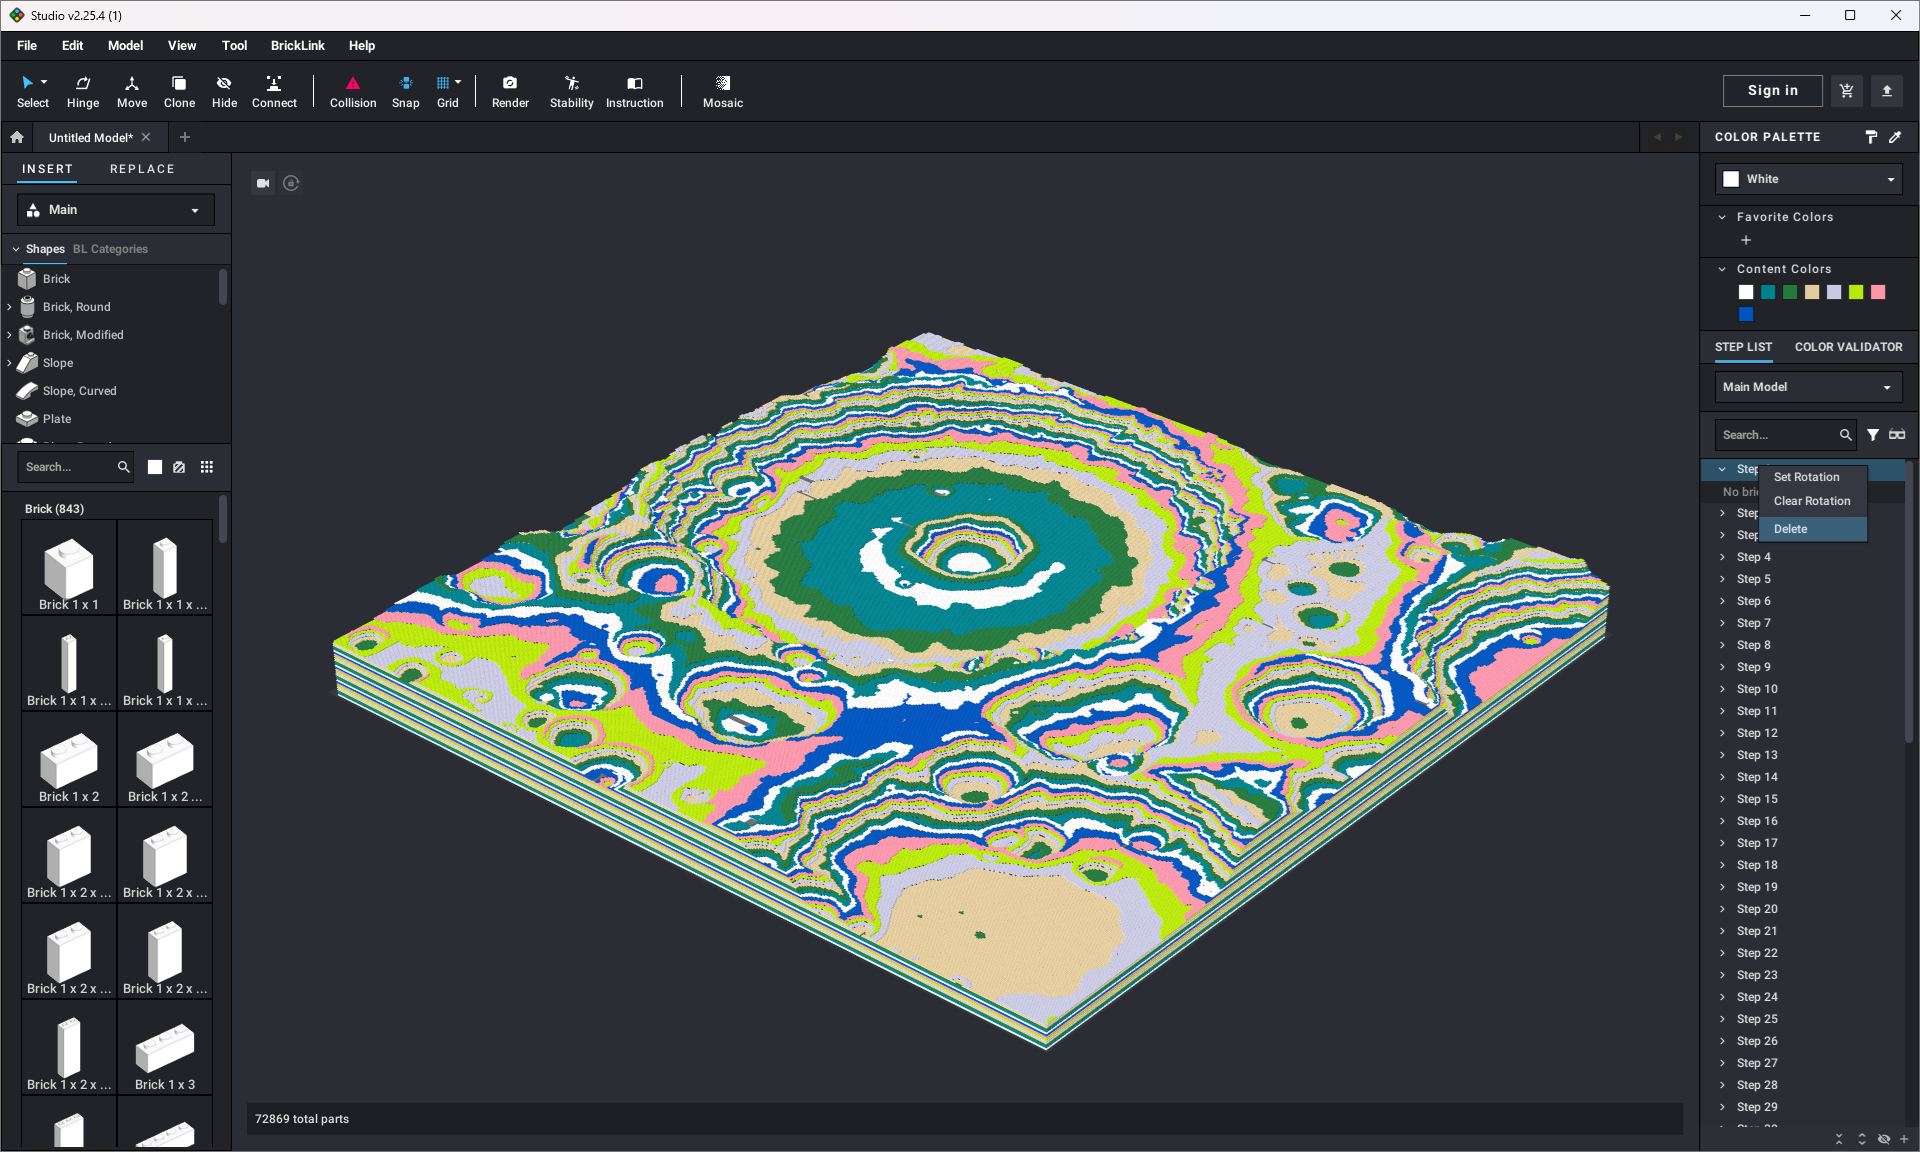 Studio v2.25.4 (1)
File Edit Model View Tool BrickLink Help
Select Hinge Move Clone Hide Connect Collision Snap Grid Render Stability Instruction Mosaic
Sign in
Untitled Model*
INSERT REPLACE
Main
Shapes BL Categories
Brick
Brick, Round
Brick, Modified
Slope
Slope, Curved
Plate
Search...
Brick (843)
Brick 1 x 1
Brick 1 x 1 x ...
Brick 1 x 1 x ...
Brick 1 x 1 x ...
Brick 1 x 2
Brick 1 x 2 ...
Brick 1 x 2 x ...
Brick 1 x 2 x ...
Brick 1 x 2 x ...
Brick 1 x 2 x ...
Brick 1 x 2 x ...
Brick 1 x 3
72869 total parts
COLOR PALETTE
White
Favorite Colors
Content Colors
STEP LIST COLOR VALIDATOR
Main Model
Search...
Step
No bri
Step
Step
Set Rotation
Clear Rotation
Delete
Step 4
Step 5
Step 6
Step 7
Step 8
Step 9
Step 10
Step 11
Step 12
Step 13
Step 14
Step 15
Step 16
Step 17
Step 18
Step 19
Step 20
Step 21
Step 22
Step 23
Step 24
Step 25
Step 26
Step 27
Step 28
Step 29